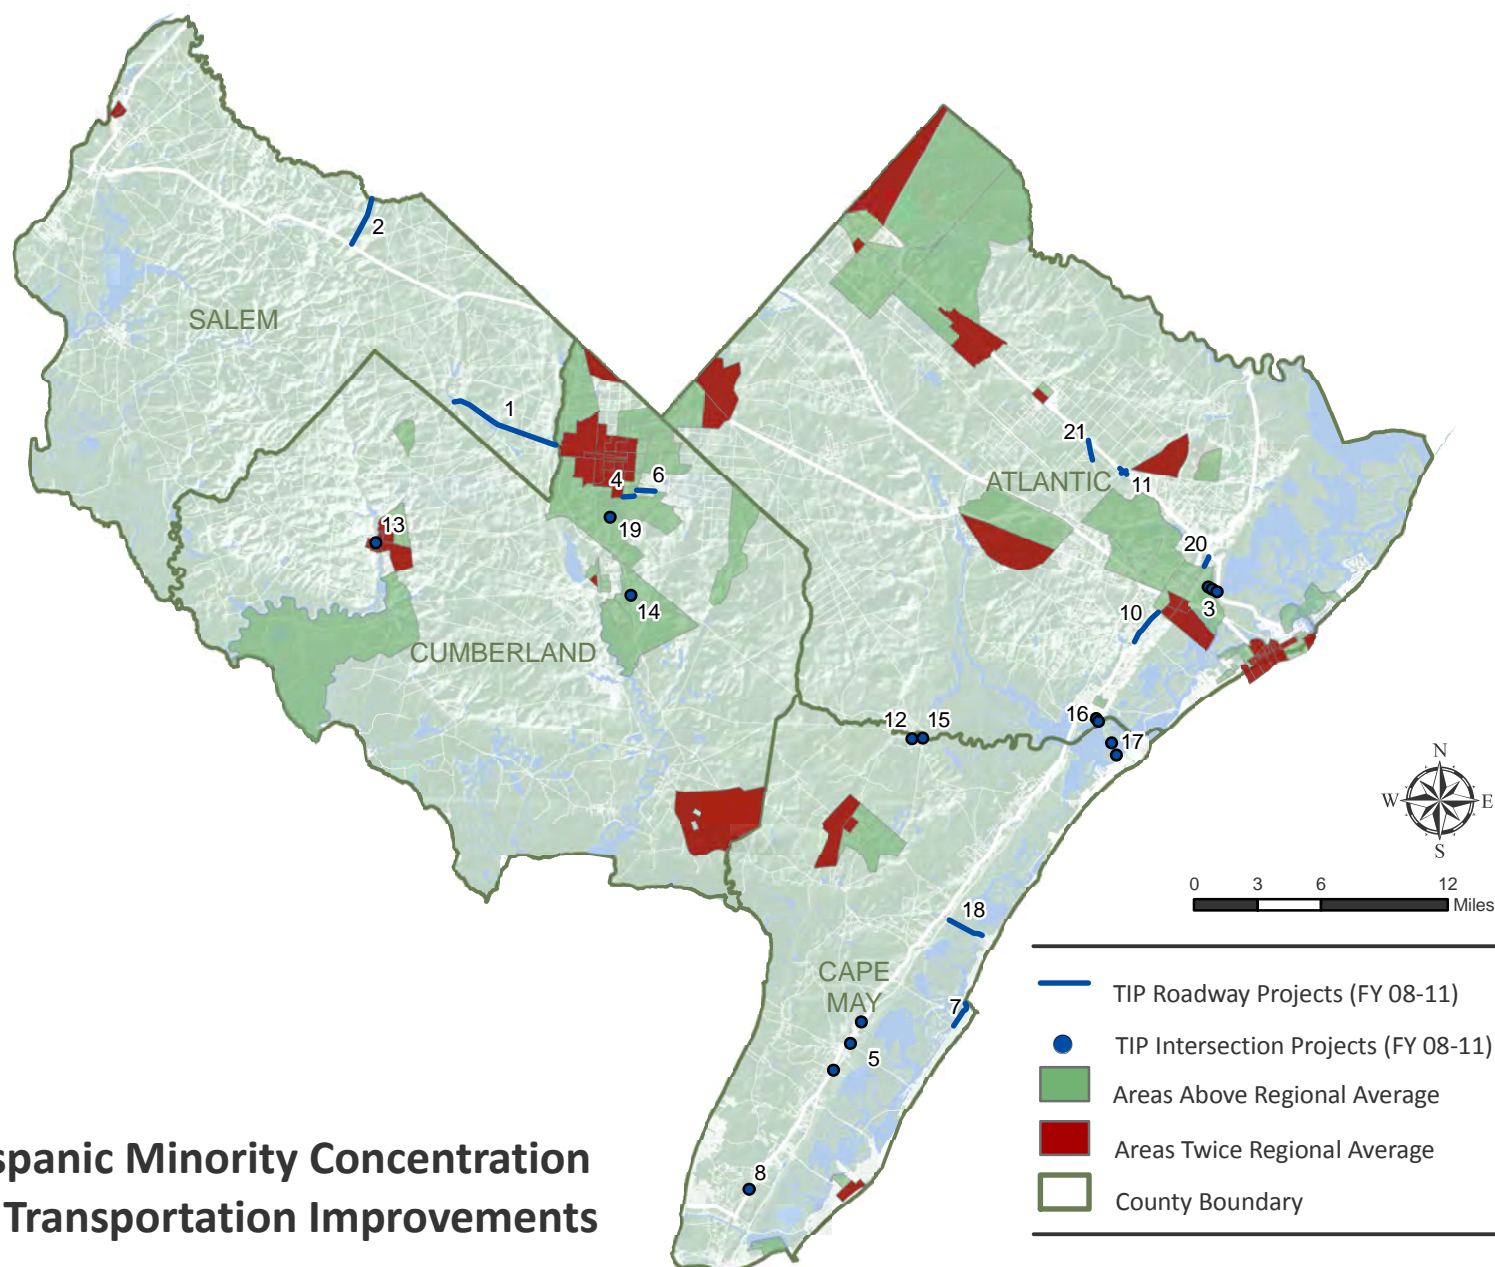 2
SALEM
1
21
ATLANTIC
11
4
6
13
19
20
14
3
10
CUMBERLAND
12
15
16
17
N
W
E
S
0 3 6 12
Miles
18
CAPE
MAY
7
5
8
TIP Roadway Projects (FY 08-11)
TIP Intersection Projects (FY 08-11)
Areas Above Regional Average
Areas Twice Regional Average
County Boundary
spanic Minority Concentration
Transportation Improvements